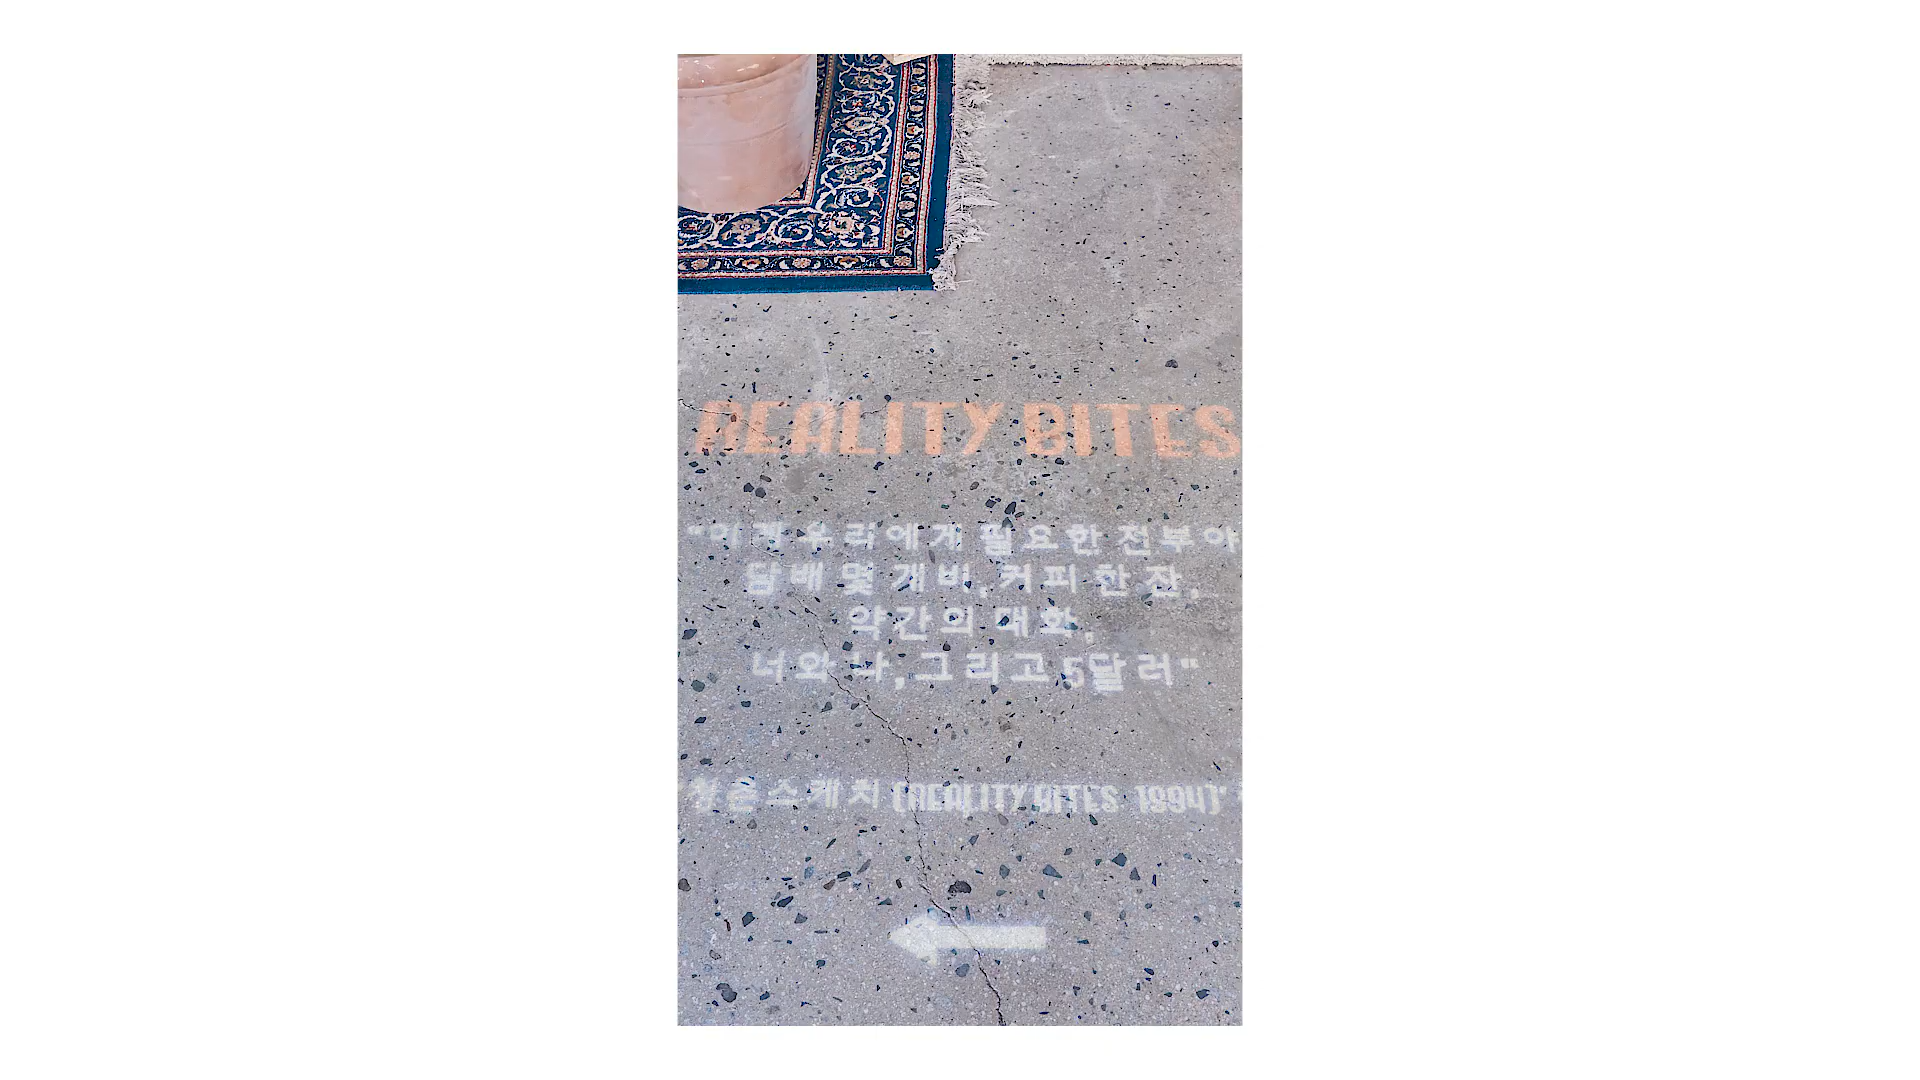 REALITY BITES
"이게 우리에게 필요한 전부야
담배 몇 개비, 커피 한 잔,
약간의 대화,
너와 나, 그리고 5달러"
청춘스케치 (REALITY BITES, 1994)'